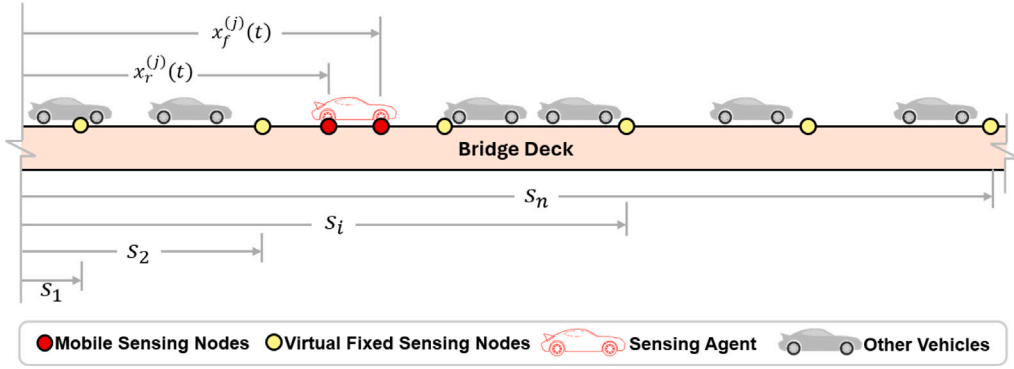 x_f^{(j)}(t)
x_r^{(j)}(t)
Bridge Deck
S_n
S_i
S_2
S_1
Mobile Sensing Nodes Virtual Fixed Sensing Nodes Sensing Agent Other Vehicles